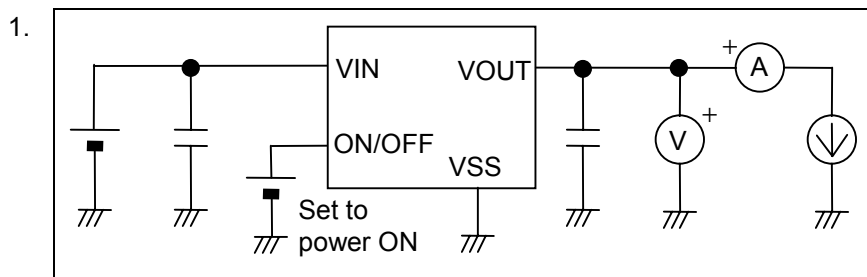 1.
VIN
VOUT
+
A
ON/OFF
V
+
VSS
Set to
power ON